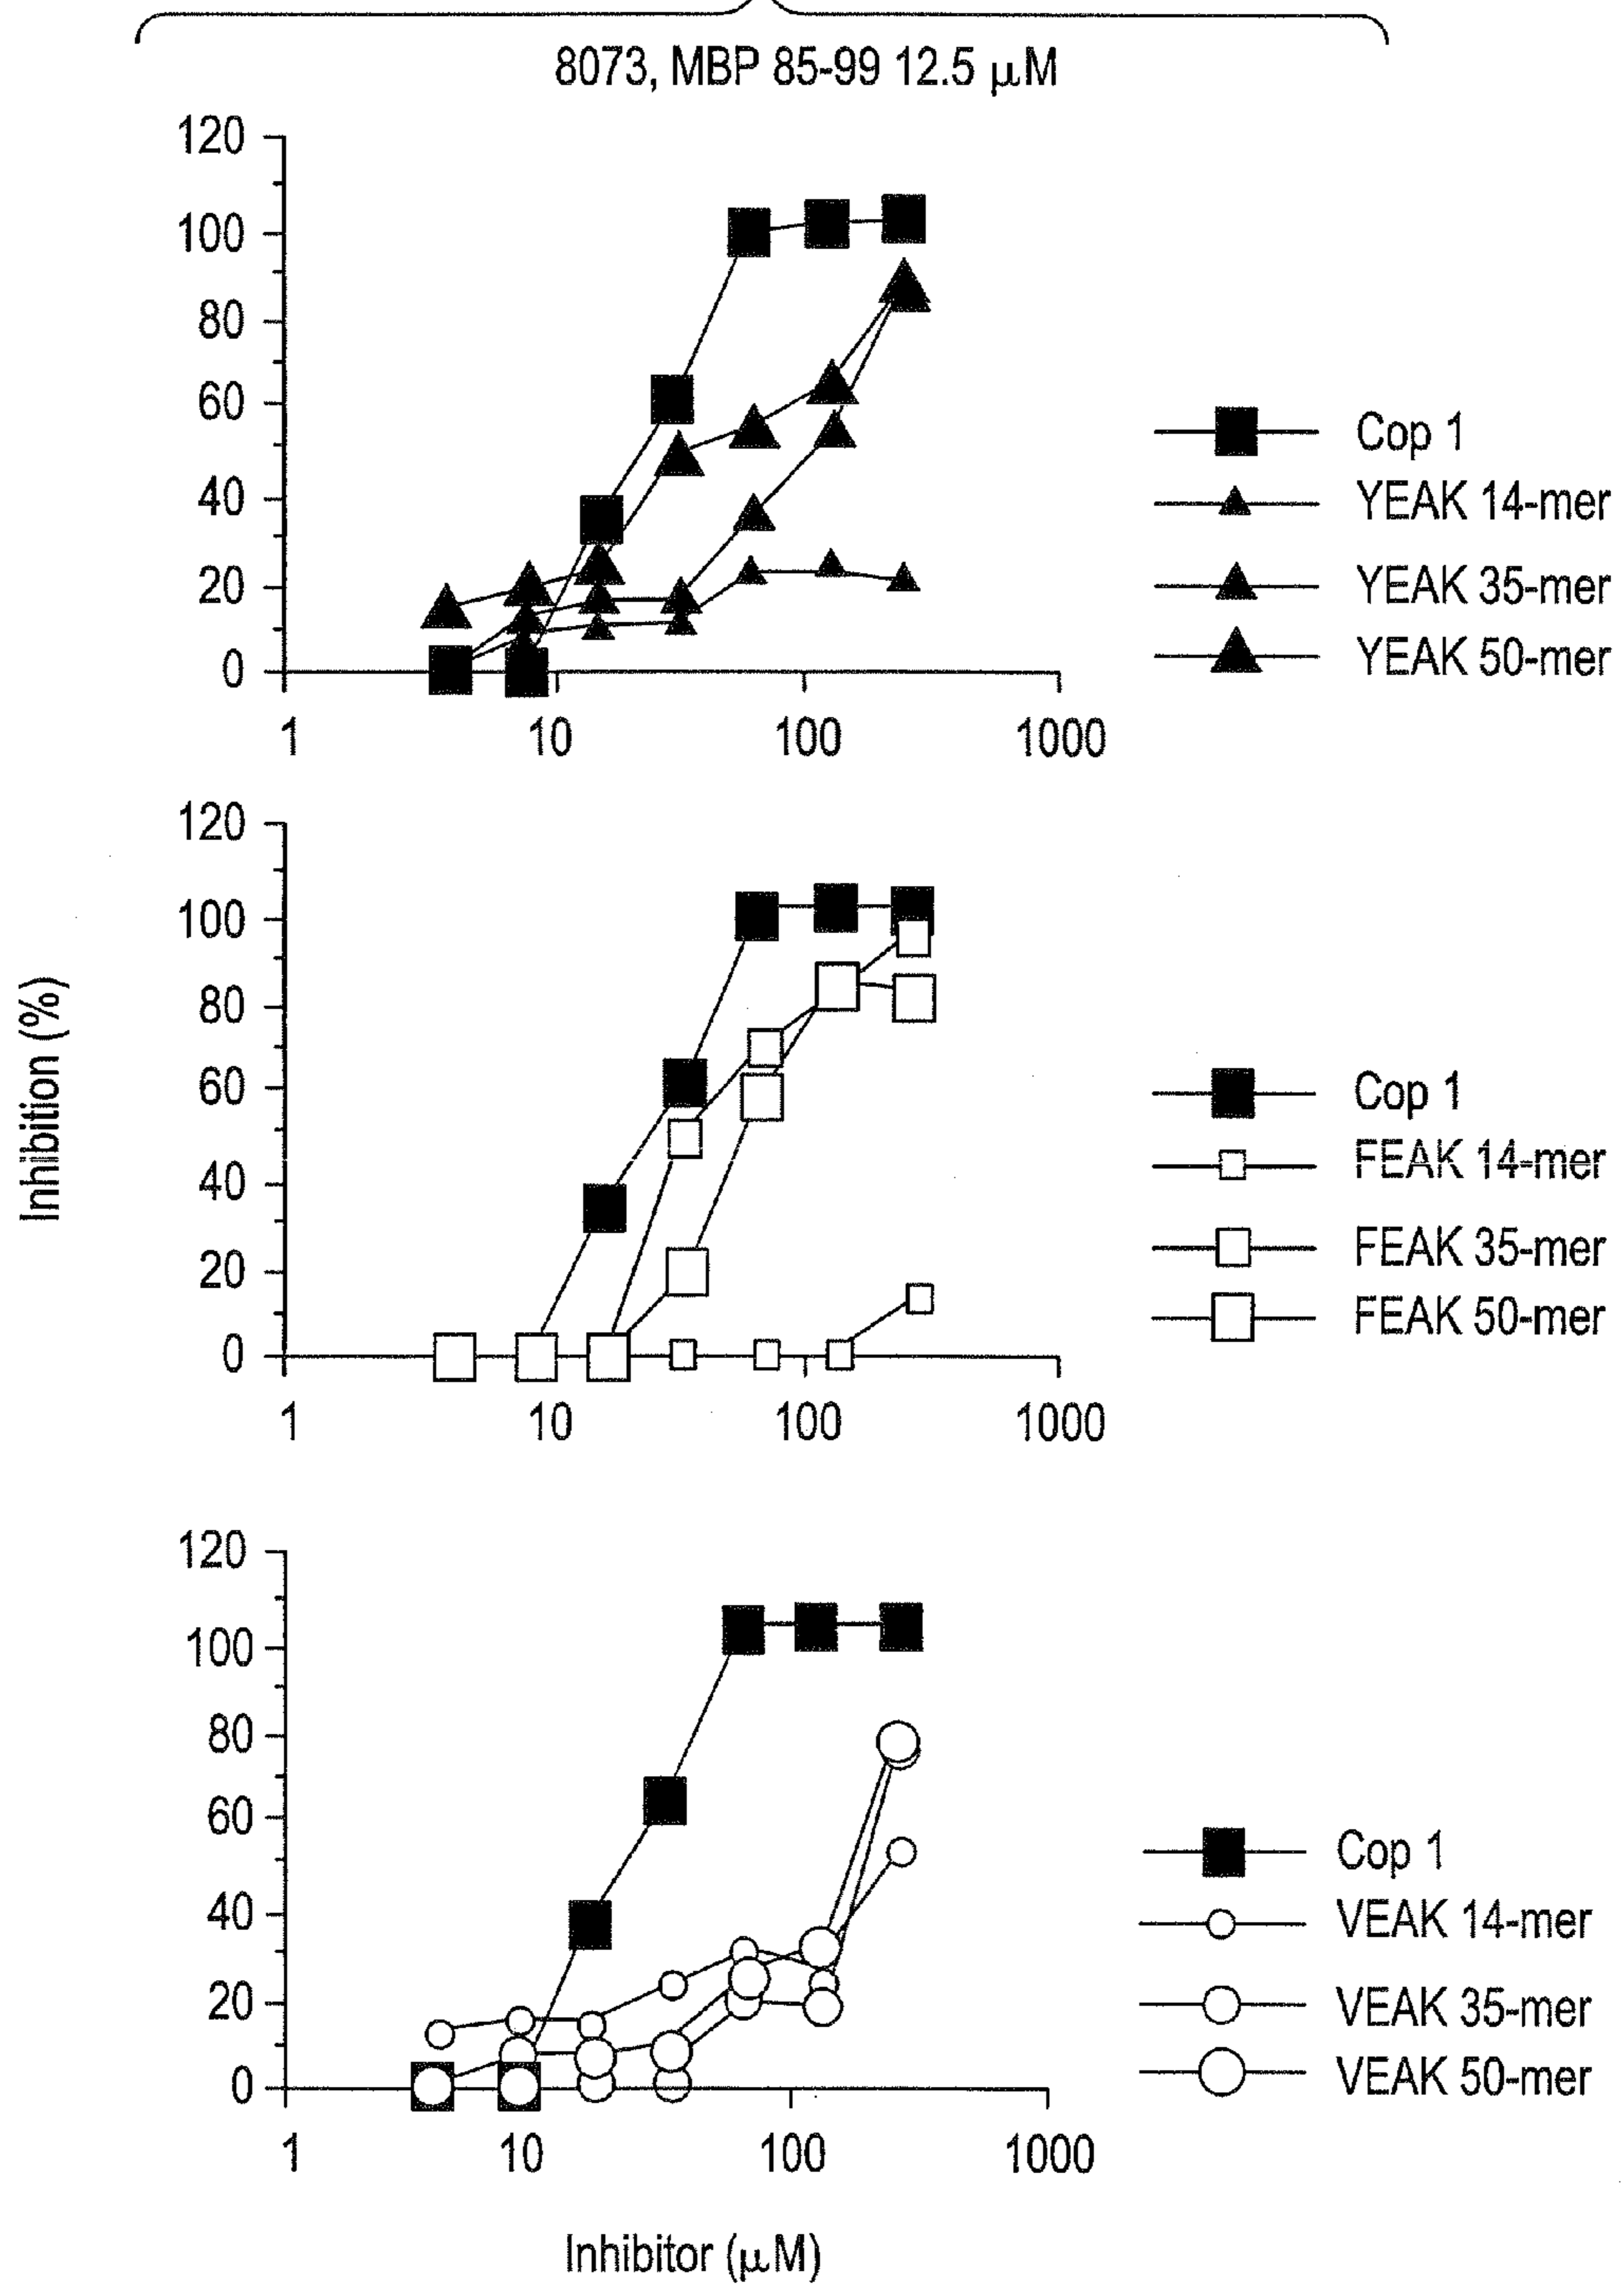 8073, MBP 85-99 12.5 μM
120
100
80
60
40
20
0
1 10 100 1000
Cop 1
YEAK 14-mer
YEAK 35-mer
YEAK 50-mer
Inhibition (%)
120
100
80
60
40
20
0
1 10 100 1000
Cop 1
FEAK 14-mer
FEAK 35-mer
FEAK 50-mer
120
100
80
60
40
20
0
1 10 100 1000
Cop 1
VEAK 14-mer
VEAK 35-mer
VEAK 50-mer
Inhibitor (μM)